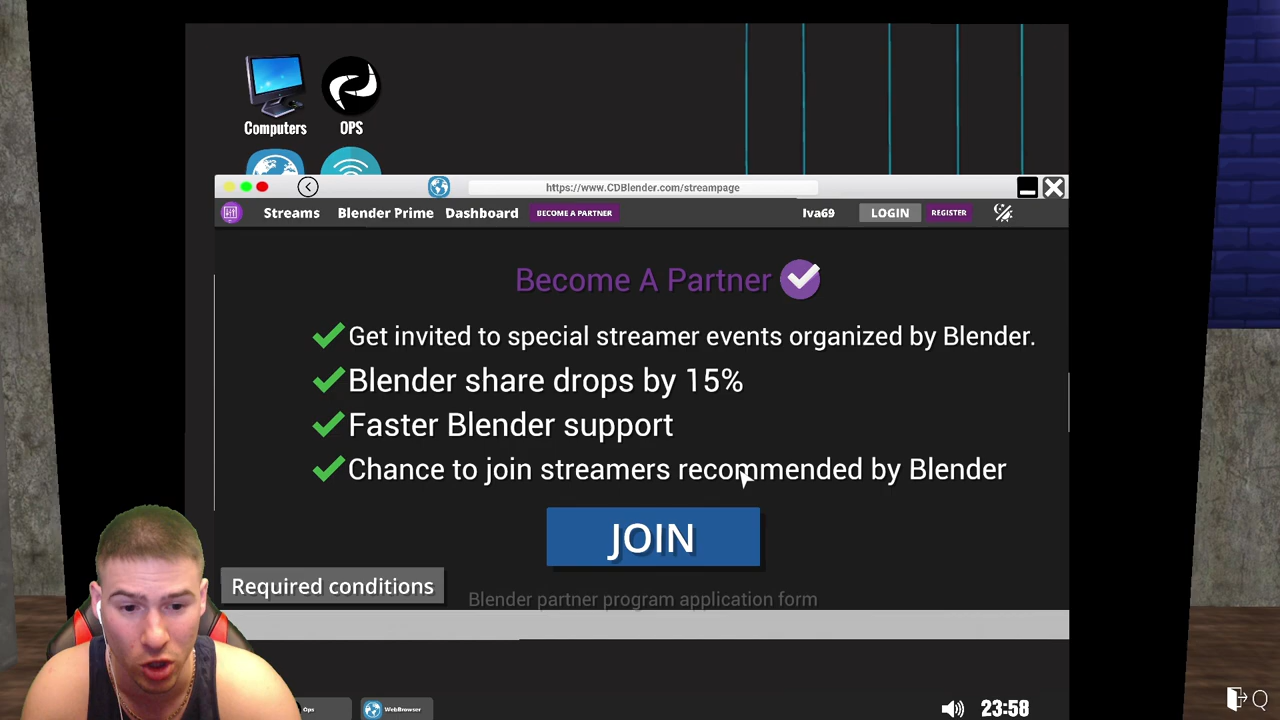 Computers
OPS
https://www.CDBlender.com/streampage
Streams
Blender Prime
Dashboard
BECOME A PARTNER
Iva69
LOGIN
REGISTER
Become A Partner
Get invited to special streamer events organized by Blender.
Blender share drops by 15%
Faster Blender support
Chance to join streamers recommended by Blender
JOIN
Required conditions
Blender partner program application form
Ops
WebBrowser
23:58
Q